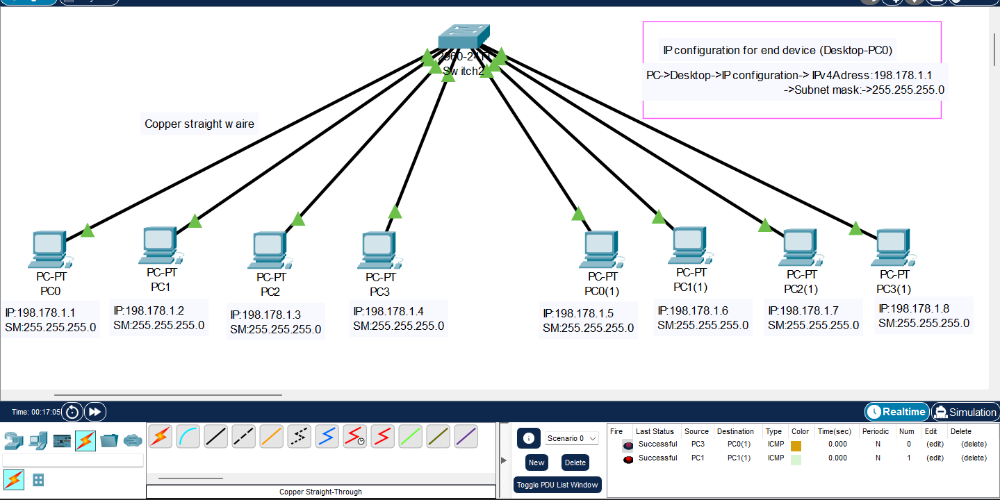 2960-24TT
Switch2
IP configuration for end device (Desktop-PC0)
PC->Desktop->IP configuration-> IPv4Adress:198.178.1.1
->Subnet mask:->255.255.255.0
Copper straight waire
PC-PT
PC0
PC-PT
PC1
PC-PT
PC2
PC-PT
PC3
PC-PT
PC0(1)
PC-PT
PC1(1)
PC-PT
PC2(1)
PC-PT
PC3(1)
IP:198.178.1.1
SM:255.255.255.0
IP:198.178.1.2
SM:255.255.255.0
IP:198.178.1.3
SM:255.255.255.0
IP:198.178.1.4
SM:255.255.255.0
IP:198.178.1.5
SM:255.255.255.0
IP:198.178.1.6
SM:255.255.255.0
IP:198.178.1.7
SM:255.255.255.0
IP:198.178.1.8
SM:255.255.255.0
Time: 00:17:05
Realtime
Simulation
Scenario 0
New
Delete
Toggle PDU List Window
Fire Last Status Source Destination Type Color Time(sec) Periodic Num Edit Delete
Successful PC3 PC0(1) ICMP 0.000 N 0 (edit) (delete)
Successful PC1 PC1(1) ICMP 0.000 N 1 (edit) (delete)
Copper Straight-Through